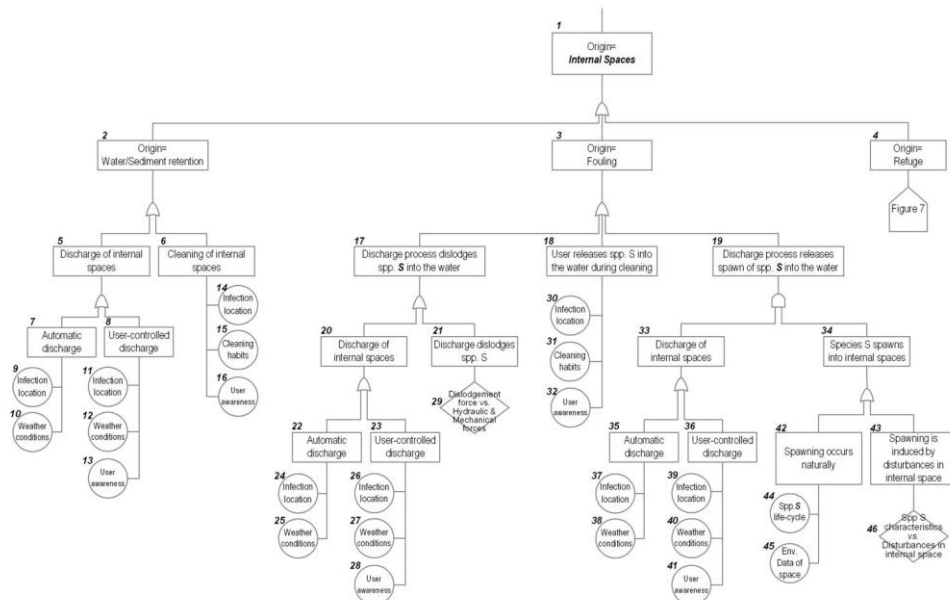 1
Origin=
Internal Spaces
2
Origin=
Water/Sediment retention
3
Origin=
Fouling
4
Origin=
Refuge
Figure 7
5
Discharge of internal
spaces
6
Cleaning of internal
spaces
17
Discharge process dislodges
spp. S into the water
18
User releases spp. S into
the water during cleaning
19
Discharge process releases
spawn of spp. S into the water
7
Automatic
discharge
8
User-controlled
discharge
9
Infection
location
10
Weather
conditions
11
Infection
location
12
Weather
conditions
13
User
awareness
14
Infection
location
15
Cleaning
habits
16
User
awareness
20
Discharge of
internal spaces
21
Discharge dislodges
spp. S
29
Dislodgement
force vs.
Hydraulic &
Mechanical
forces
22
Automatic
discharge
23
User-controlled
discharge
24
Infection
location
25
Weather
conditions
26
Infection
location
27
Weather
conditions
28
User
awareness
30
Infection
location
31
Cleaning
habits
32
User
awareness
33
Discharge of
internal spaces
34
Species S spawns
into internal spaces
35
Automatic
discharge
36
User-controlled
discharge
37
Infection
location
38
Weather
conditions
39
Infection
location
40
Weather
conditions
41
User
awareness
42
Spawning occurs
naturally
43
Spawning is
induced by
disturbances in
internal space
44
Spp.S
life-cycle
45
Env.
Data of
space
46
Spp S
characteristics
vs.
Disturbances in
internal space